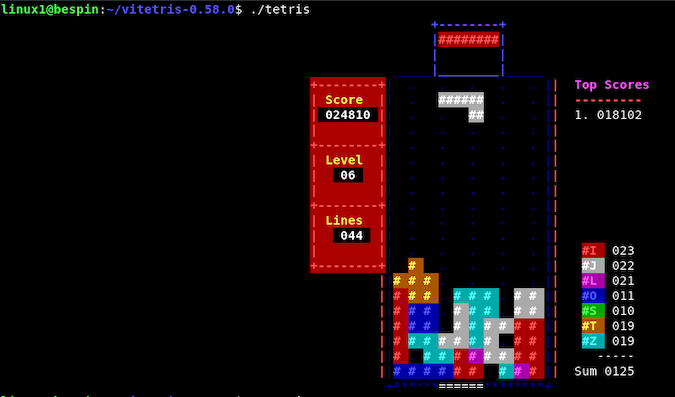 linux1@bespin:~/vitetris-0.58.0$ ./tetris
########
Top Scores
----------
1. 018102
Score
024810
Level
06
Lines
044
######
##
#I 023
#J 022
#L 021
#O 011
#S 010
#T 019
#Z 019
-----
Sum 0125